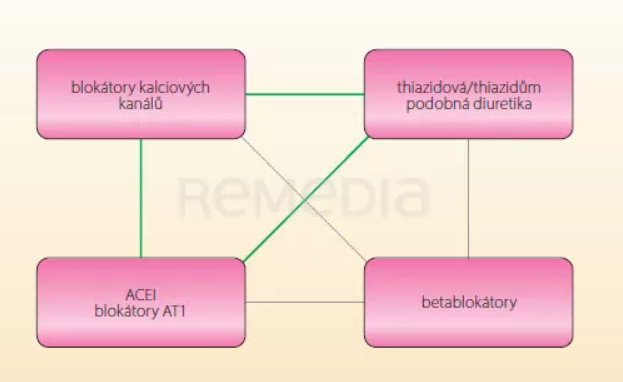 blokátory kalciových
kanálů
thiazidová/thiazidům
podobná diuretika
REMEDIA
ACEI
blokátory AT1
betablokátory